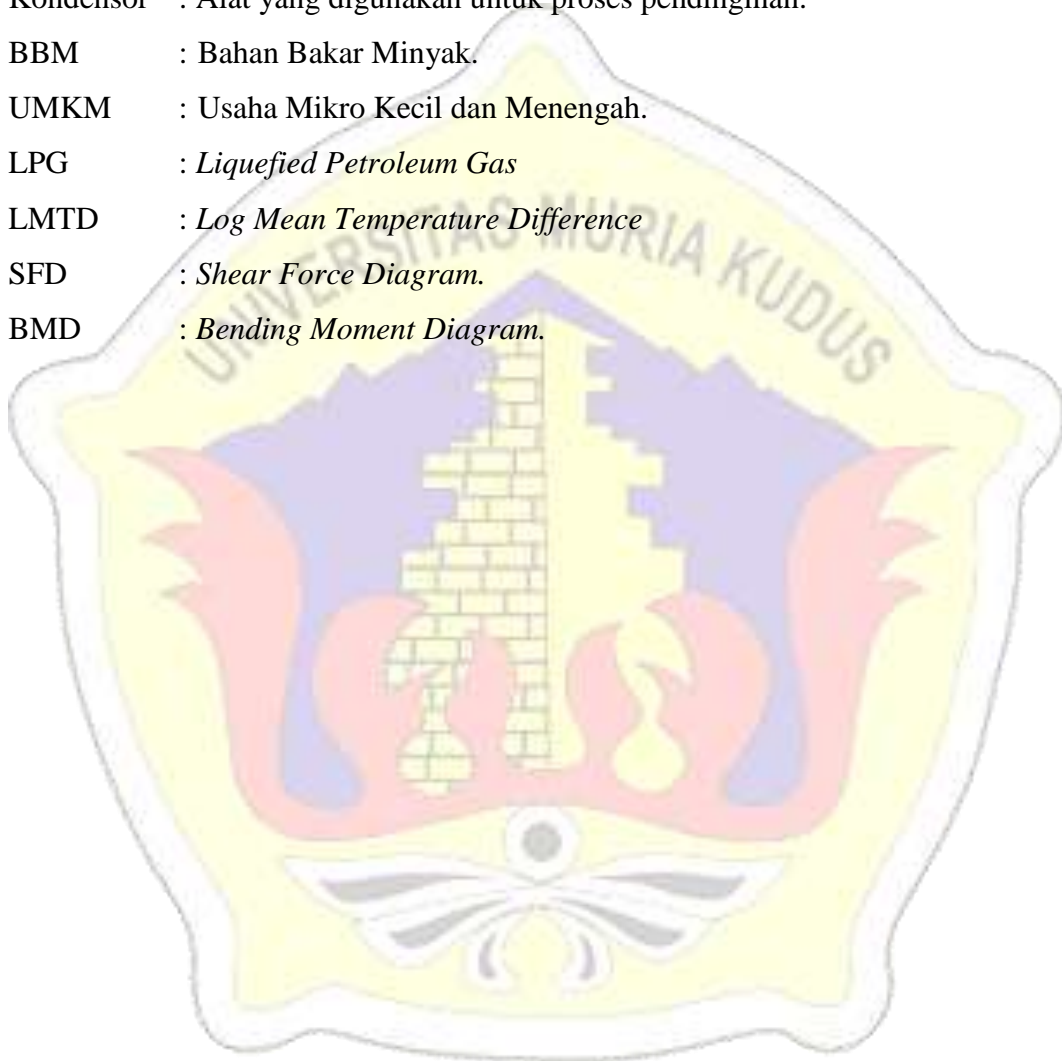 Kondensor : Alat yang digunakan untuk proses pendinginan.
BBM : Bahan Bakar Minyak.
UMKM : Usaha Mikro Kecil dan Menengah.
LPG : Liquefied Petroleum Gas
LMTD : Log Mean Temperature Difference
SFD : Shear Force Diagram.
BMD : Bending Moment Diagram.
UNIVERSITAS MURIA KUDUS